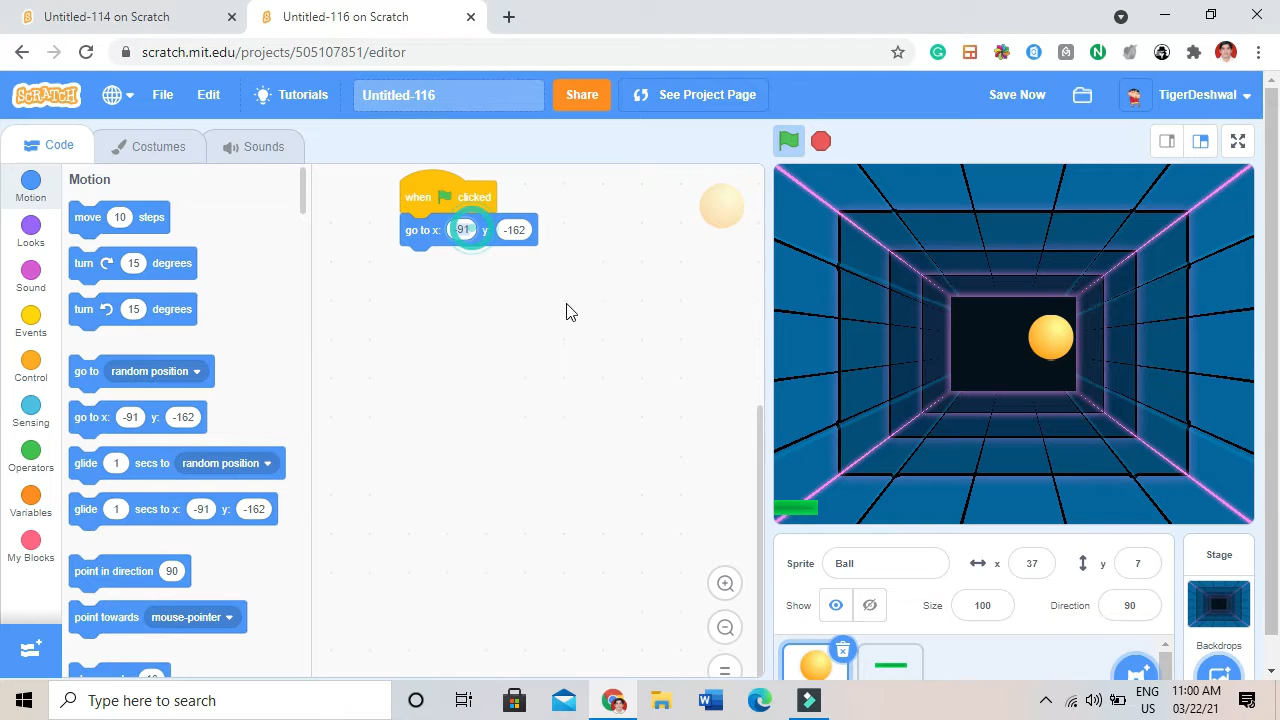 Untitled-114 on Scratch
Untitled-116 on Scratch
scratch.mit.edu/projects/505107851/editor
SCRATCH
File
Edit
Tutorials
Untitled-116
Share
See Project Page
Save Now
TigerDeshwal
Code
Costumes
Sounds
Motion
Looks
Sound
Events
Control
Sensing
Operators
Variables
My Blocks
Motion
move 10 steps
turn 15 degrees
turn 15 degrees
go to random position
go to x: -91 y: -162
glide 1 secs to random position
glide 1 secs to x: -91 y: -162
point in direction 90
point towards mouse-pointer
when clicked
go to x: -91 y -162
Sprite Ball x 37 y 7
Show Size 100 Direction 90
Stage
Backdrops
Type here to search
ENG
US
11:00 AM
03/22/21